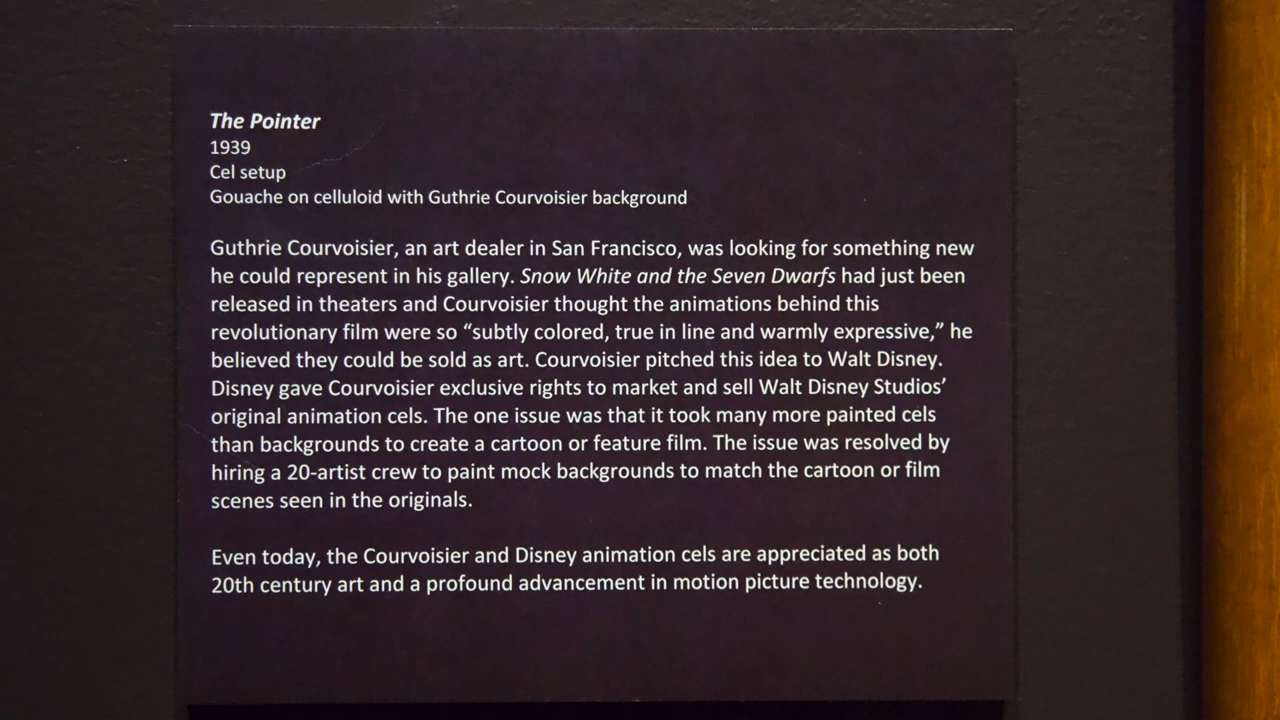 The Pointer
1939
Cel setup
Gouache on celluloid with Guthrie Courvoisier background
Guthrie Courvoisier, an art dealer in San Francisco, was looking for something new
he could represent in his gallery. Snow White and the Seven Dwarfs had just been
released in theaters and Courvoisier thought the animations behind this
revolutionary film were so “subtly colored, true in line and warmly expressive,” he
believed they could be sold as art. Courvoisier pitched this idea to Walt Disney.
Disney gave Courvoisier exclusive rights to market and sell Walt Disney Studios’
original animation cels. The one issue was that it took many more painted cels
than backgrounds to create a cartoon or feature film. The issue was resolved by
hiring a 20-artist crew to paint mock backgrounds to match the cartoon or film
scenes seen in the originals.
Even today, the Courvoisier and Disney animation cels are appreciated as both
20th century art and a profound advancement in motion picture technology.